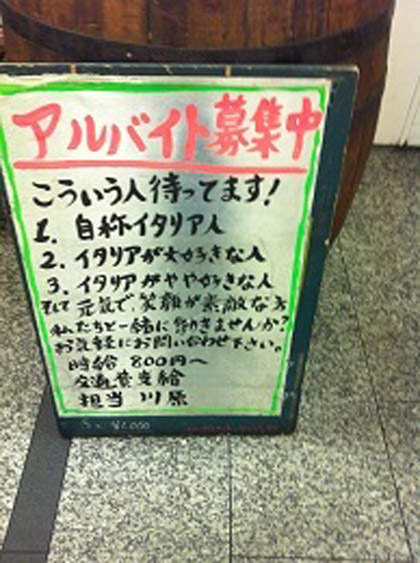 アルバイト募集中
こういう人待ってます!
1. 自称イタリア人
2. イタリアが大好きな人
3. イタリアがやや好きな人
そして元気で、笑顔が素敵な方
私たちと一緒に働きませんか?
お気軽にお問い合わせ下さい。
時給 800円〜
交通費支給
担当 川原